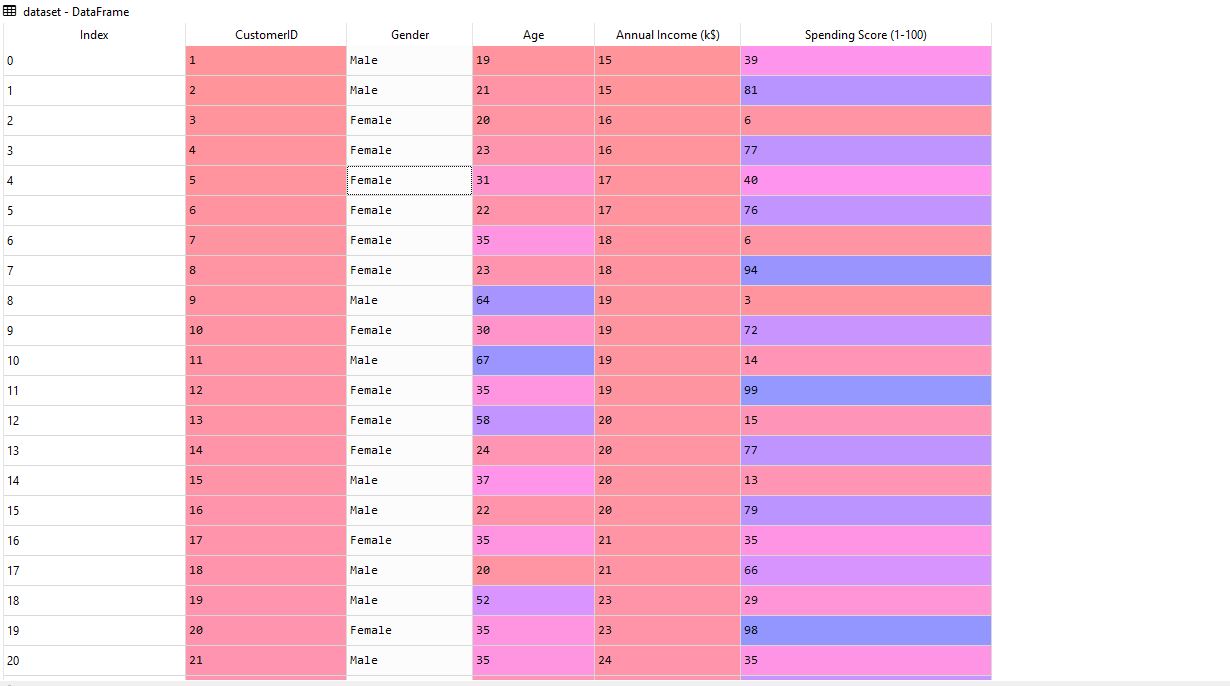 dataset - DataFrame
Index CustomerID Gender Age Annual Income (k$) Spending Score (1-100)
0 1 Male 19 15 39
1 2 Male 21 15 81
2 3 Female 20 16 6
3 4 Female 23 16 77
4 5 Female 31 17 40
5 6 Female 22 17 76
6 7 Female 35 18 6
7 8 Female 23 18 94
8 9 Male 64 19 3
9 10 Female 30 19 72
10 11 Male 67 19 14
11 12 Female 35 19 99
12 13 Female 58 20 15
13 14 Female 24 20 77
14 15 Male 37 20 13
15 16 Male 22 20 79
16 17 Female 35 21 35
17 18 Male 20 21 66
18 19 Male 52 23 29
19 20 Female 35 23 98
20 21 Male 35 24 35